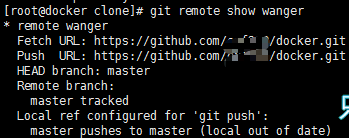 [root@docker clone]# git remote show wanger
* remote wanger
  Fetch URL: https://github.com/ /docker.git
  Push  URL: https://github.com/ /docker.git
  HEAD branch: master
  Remote branch:
    master tracked
  Local ref configured for 'git push':
    master pushes to master (local out of date)